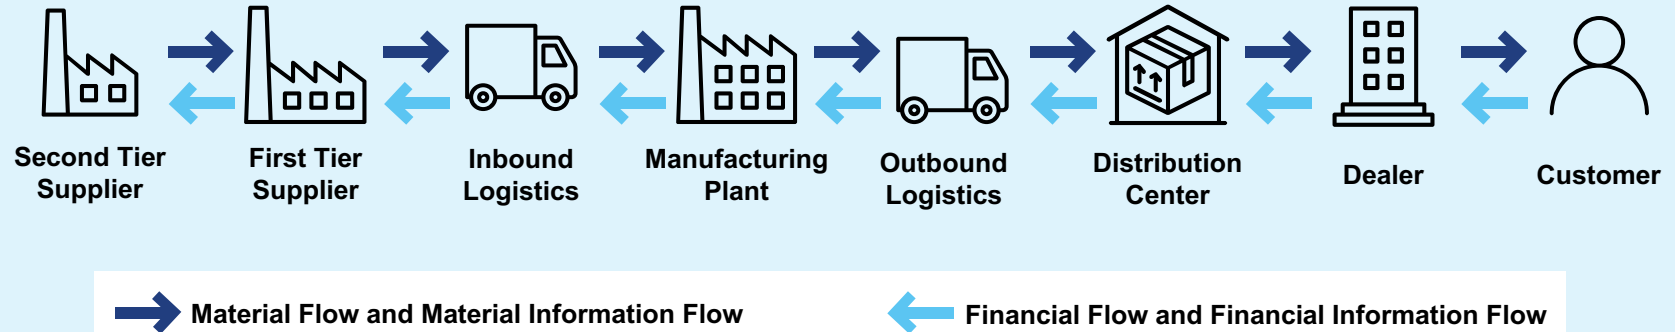 Second Tier
Supplier
First Tier
Supplier
Inbound
Logistics
Manufacturing
Plant
Outbound
Logistics
Distribution
Center
Dealer
Customer
Material Flow and Material Information Flow
Financial Flow and Financial Information Flow